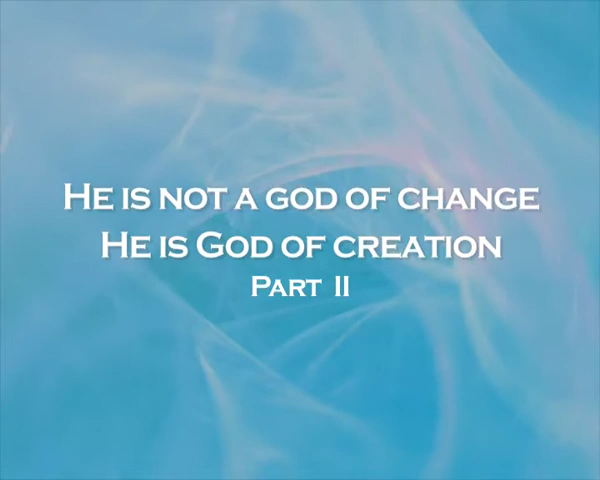 He is not a god of change
He is God of creation
Part II